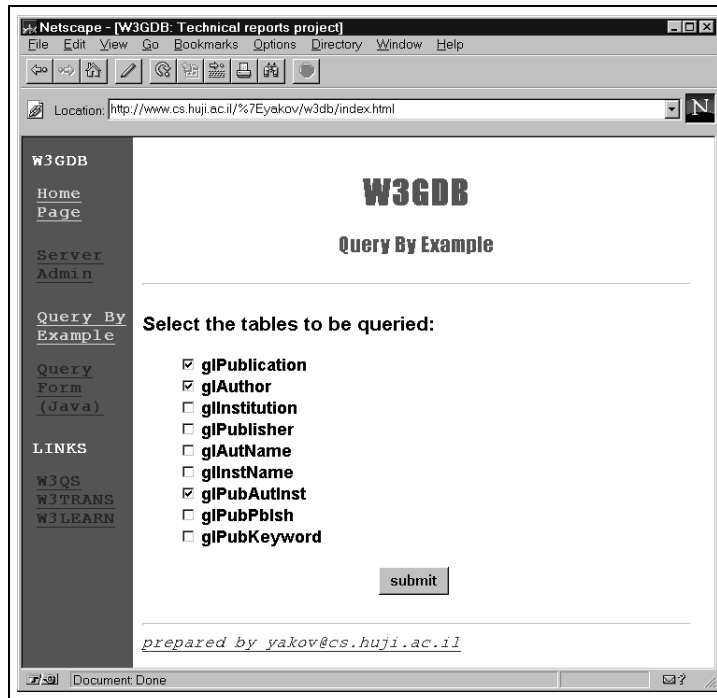 Netscape - [W3GDB: Technical reports project]
File Edit View Go Bookmarks Options Directory Window Help
Location: http://www.cs.huji.ac.il/%7Eyakov/w3db/index.html
N
W3GDB
Home
Page
Server
Admin
Query By
Example
Query
Form
(Java)
LINKS
W3QS
W3TRANS
W3LEARN
W3GDB
Query By Example
Select the tables to be queried:
glPublication
glAuthor
glInstitution
glPublisher
glAutName
glInstName
glPubAutInst
glPubPblsh
glPubKeyword
submit
prepared by yakov@cs.huji.ac.il
Document: Done
?